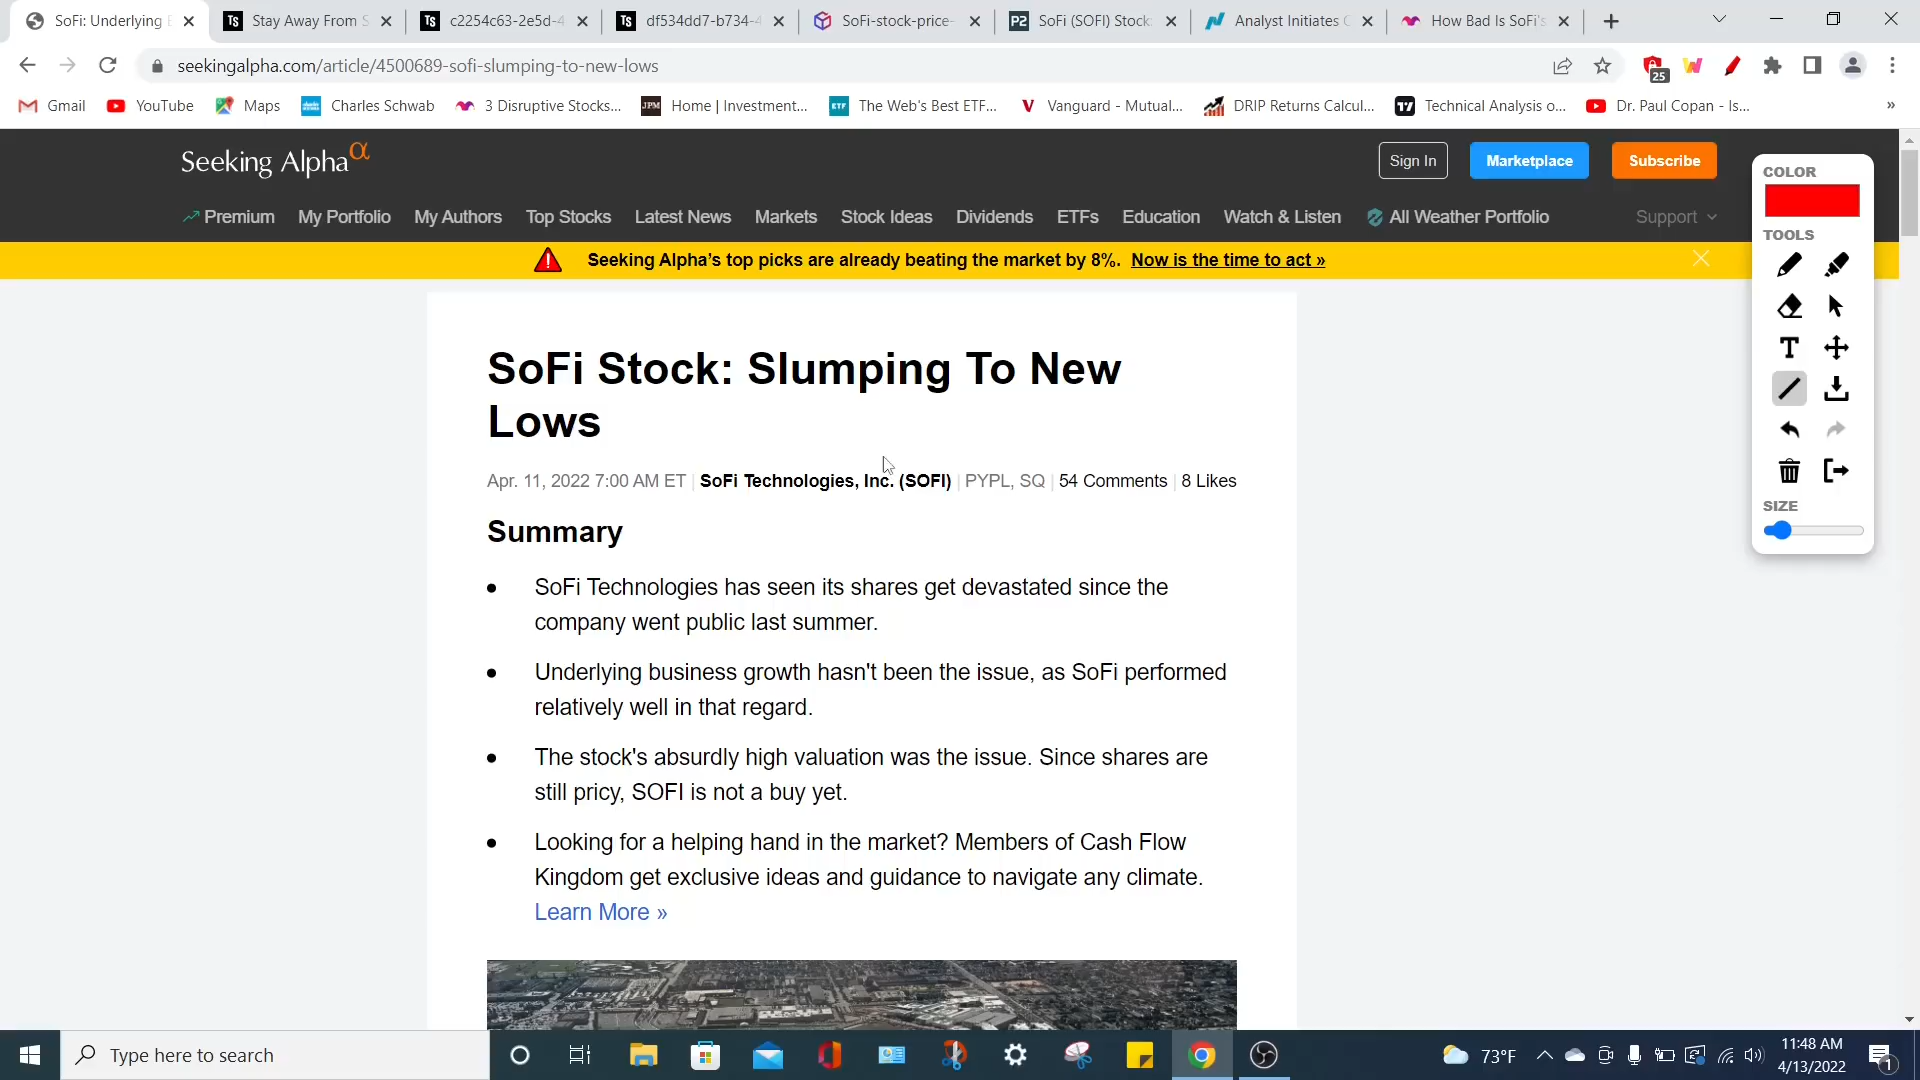 SoFi: Underlying
Stay Away From S
c2254c63-2e5d-4
df534dd7-b734-4
SoFi-stock-price-
SoFi (SOFI) Stock
Analyst Initiates C
How Bad Is SoFi's
seekingalpha.com/article/4500689-sofi-slumping-to-new-lows
25
Gmail
YouTube
Maps
Charles Schwab
3 Disruptive Stocks...
Home | Investment...
The Web's Best ETF...
Vanguard - Mutual...
DRIP Returns Calcul...
Technical Analysis o...
Dr. Paul Copan - Is...
»
Seeking Alpha α
Sign In
Marketplace
Subscribe
Premium
My Portfolio
My Authors
Top Stocks
Latest News
Markets
Stock Ideas
Dividends
ETFs
Education
Watch & Listen
All Weather Portfolio
Support
Seeking Alpha's top picks are already beating the market by 8%. Now is the time to act »
COLOR
TOOLS
SIZE
SoFi Stock: Slumping To New
Lows
Apr. 11, 2022 7:00 AM ET | SoFi Technologies, Inc. (SOFI) | PYPL, SQ | 54 Comments | 8 Likes
Summary
SoFi Technologies has seen its shares get devastated since the
company went public last summer.
Underlying business growth hasn't been the issue, as SoFi performed
relatively well in that regard.
The stock's absurdly high valuation was the issue. Since shares are
still pricy, SOFI is not a buy yet.
Looking for a helping hand in the market? Members of Cash Flow
Kingdom get exclusive ideas and guidance to navigate any climate.
Learn More »
Type here to search
73°F
11:48 AM
4/13/2022
1